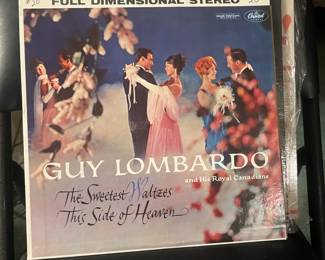 FULL DIMENSIONAL STEREO
Capitol
GUY LOMBARDO
and His Royal Canadians
The Sweetest Waltzes
This Side of Heaven